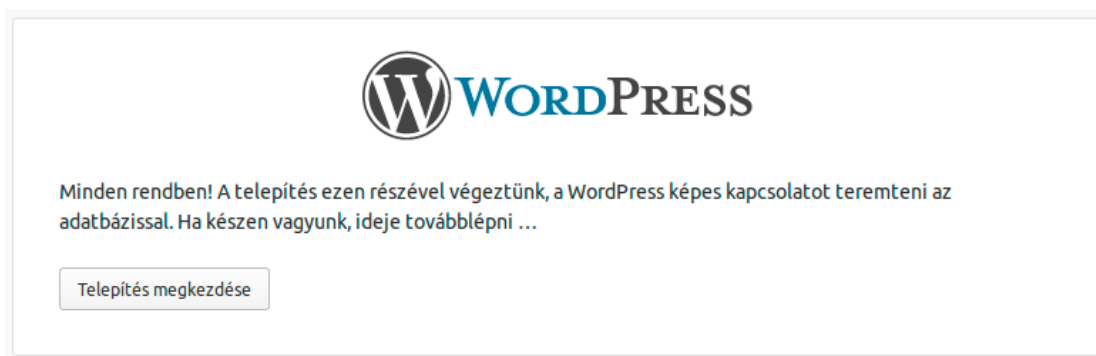 WORDPRESS
Minden rendben! A telepítés ezen részével végeztünk, a WordPress képes kapcsolatot teremteni az
adatbázissal. Ha készen vagyunk, ideje továbblépni …
Telepítés megkezdése